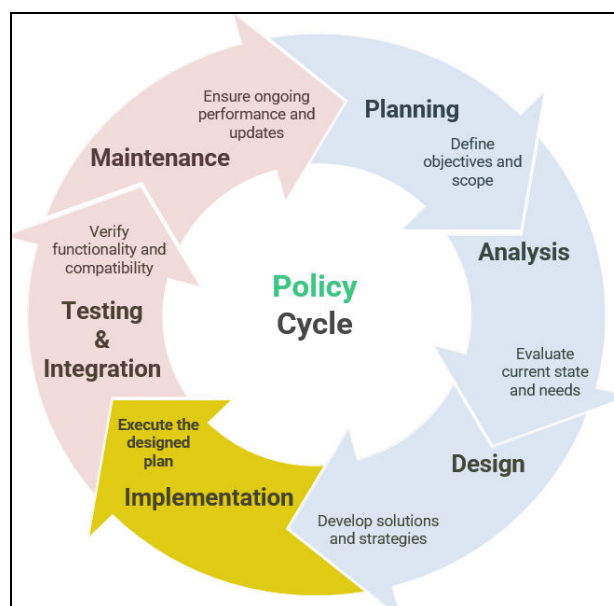 Policy
Cycle
Planning
Define
objectives and
scope
Analysis
Evaluate
current state
and needs
Design
Develop solutions
and strategies
Implementation
Execute the
designed
plan
Testing
&
Integration
Verify
functionality and
compatibility
Maintenance
Ensure ongoing
performance and
updates